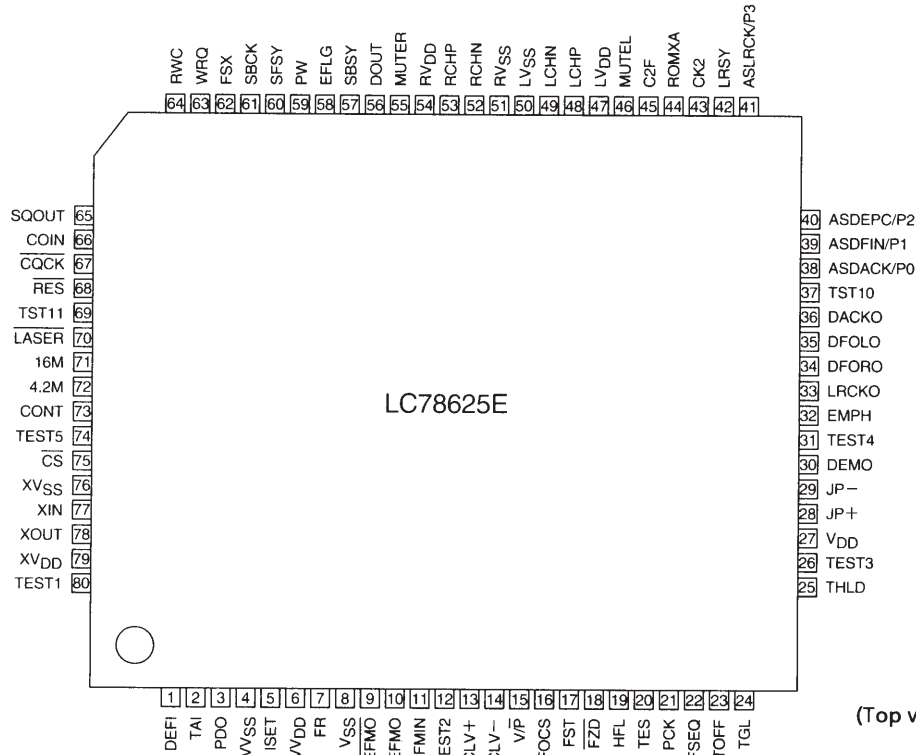 RWC WRQ FSX SBCK SFSY PW EFLG SBSY DOUT MUTER RVDD RCHP RCHN RVSS LVSS LCHN LCHP LVDD MUTEL C2F ROMXA CK2 LRSY ASLRCK/P3
64 63 62 61 60 59 58 57 56 55 54 53 52 51 50 49 48 47 46 45 44 43 42 41
SQOUT 65
COIN 66
CQCK 67
RES 68
TST11 69
LASER 70
16M 71
4.2M 72
CONT 73
TEST5 74
CS 75
XVSS 76
XIN 77
XOUT 78
XVDD 79
TEST1 80
LC78625E
40 ASDEPC/P2
39 ASDFIN/P1
38 ASDACK/P0
37 TST10
36 DACKO
35 DFOLO
34 DFORO
33 LRCKO
32 EMPH
31 TEST4
30 DEMO
29 JP−
28 JP+
27 VDD
26 TEST3
25 THLD
1 2 3 4 5 6 7 8 9 10 11 12 13 14 15 16 17 18 19 20 21 22 23 24
DEFI TAI PDO VVSS ISET VVDD FR VSS EFMO EFMO FMIN EST2 CLV+ CLV− V/P FOCS FST FZD HFL TES PCK FSEQ TOFF TGL
(Top v